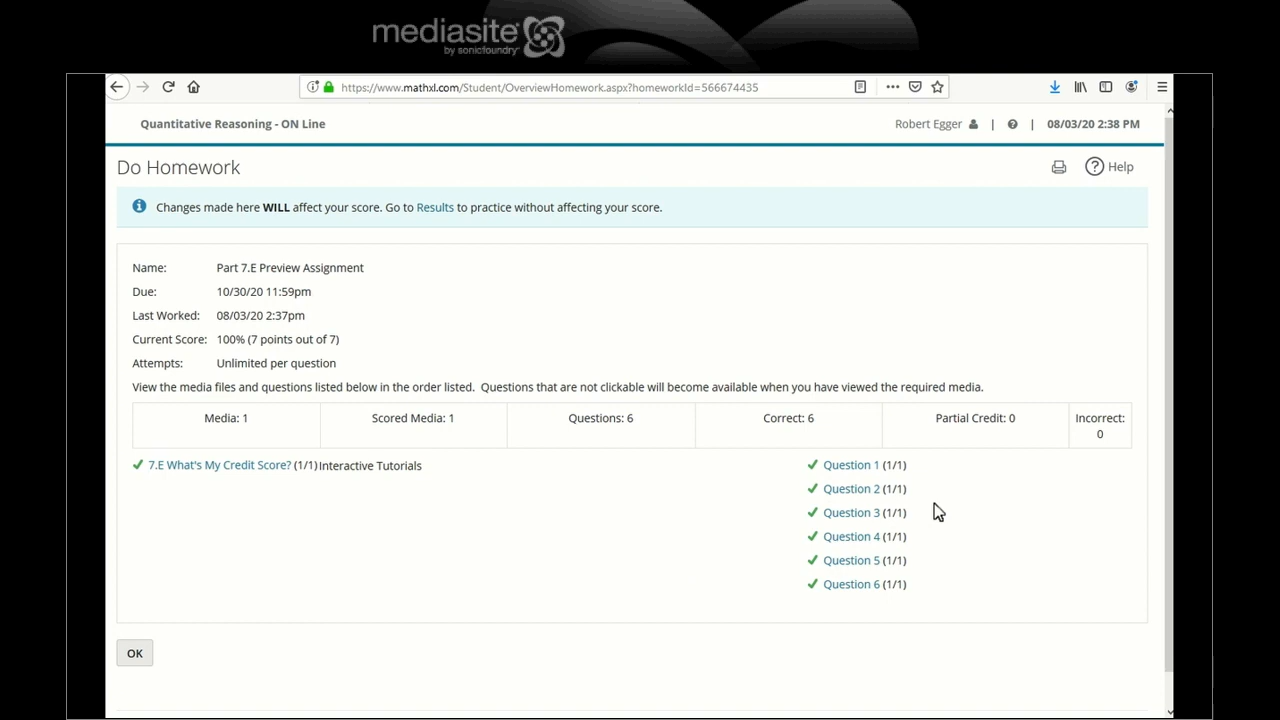 mediasite
by sonicfoundry
https://www.mathxl.com/Student/OverviewHomework.aspx?homeworkId=566674435
Quantitative Reasoning - ON Line
Robert Egger | | 08/03/20 2:38 PM
Do Homework
Help
Changes made here WILL affect your score. Go to Results to practice without affecting your score.
Name: Part 7.E Preview Assignment
Due: 10/30/20 11:59pm
Last Worked: 08/03/20 2:37pm
Current Score: 100% (7 points out of 7)
Attempts: Unlimited per question
View the media files and questions listed below in the order listed. Questions that are not clickable will become available when you have viewed the required media.
Media: 1 Scored Media: 1 Questions: 6 Correct: 6 Partial Credit: 0 Incorrect: 0
7.E What's My Credit Score? (1/1) Interactive Tutorials
Question 1 (1/1)
Question 2 (1/1)
Question 3 (1/1)
Question 4 (1/1)
Question 5 (1/1)
Question 6 (1/1)
OK